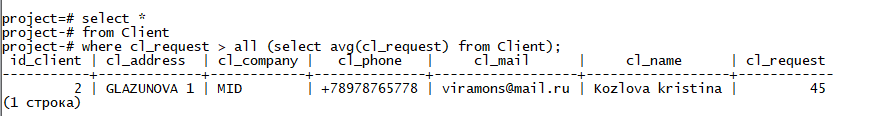 project=# select *
project-# from Client
project-# where cl_request > all (select avg(cl_request) from Client);
 id_client | cl_address  | cl_company |   cl_phone   |     cl_mail      |     cl_name      | cl_request
-----------+-------------+------------+--------------+------------------+------------------+------------
         2 | GLAZUNOVA 1 | MID        | +78978765778 | viramons@mail.ru | Kozlova kristina |         45
(1 строка)